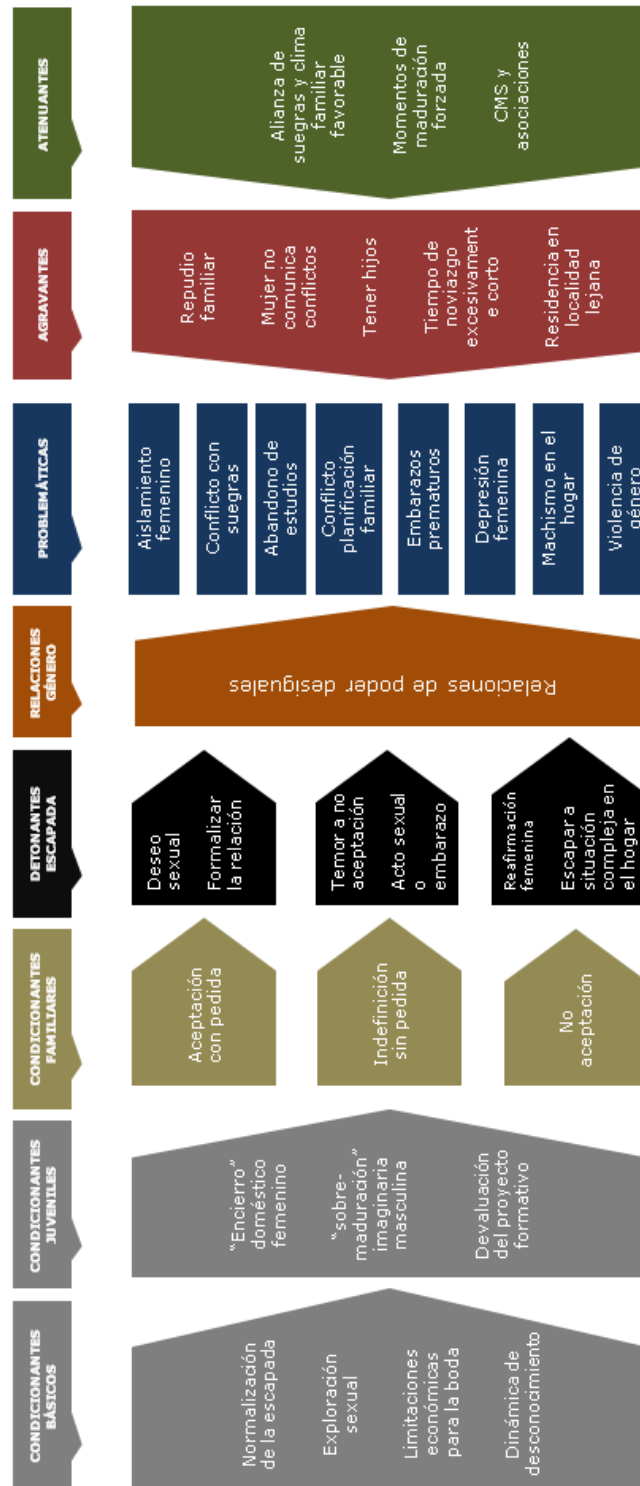 CONDICIONANTES
BÁSICOS
CONDICIONANTES
JUVENILES
CONDICIONANTES
FAMILIARES
DETONANTES
ESCAPADA
RELACIONES
GÉNERO
PROBLEMÁTICAS
AGRAVANTES
ATENUANTES
Normalización
de la escapada
Exploración
sexual
Limitaciones
económicas
para la boda
Dinámica de
desconocimiento
"Encierro"
doméstico
femenino
"sobre-
maduración"
imaginaria
masculina
Devaluación
del proyecto
formativo
Aceptación
con pedida
Indefinición
sin pedida
No
aceptación
Deseo
sexual
Formalizar
la relación
Temor a no
aceptación
Acto sexual
o
embarazo
Reafirmación
femenina
Escapar a
situación
compleja en
el hogar
Relaciones de poder desiguales
Aislamiento
femenino
Conflicto con
suegras
Abandono de
estudios
Conflicto
planificación
familiar
Embarazos
prematuros
Depresión
femenina
Machismo en el
hogar
Violencia de
género
Repudio
familiar
Mujer no
comunica
conflictos
Tener hijos
Tiempo de
noviazgo
excesivament
e corto
Residencia en
localidad
lejana
Alianza de
suegras y clima
familiar
favorable
Momentos de
maduración
forzada
CMS y
asociaciones